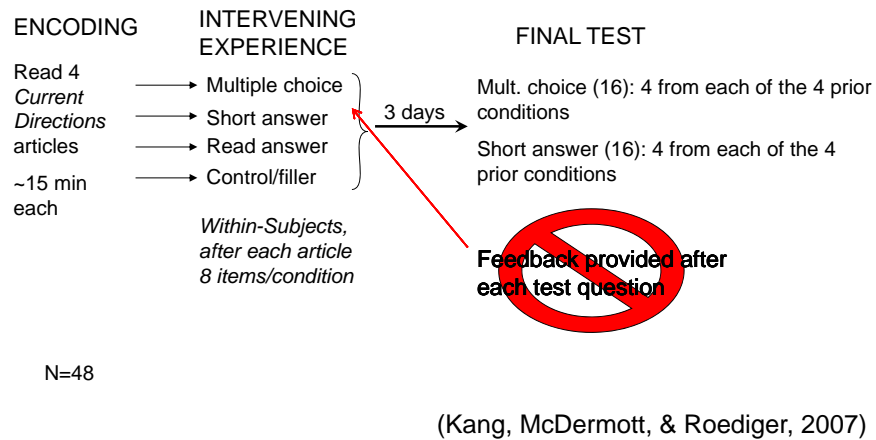 ENCODING
Read 4
Current
Directions
articles
~15 min
each
INTERVENING
EXPERIENCE
Multiple choice
Short answer
Read answer
Control/filler
Within-Subjects,
after each article
8 items/condition
3 days
FINAL TEST
Mult. choice (16): 4 from each of the 4 prior
conditions
Short answer (16): 4 from each of the 4
prior conditions
Feedback provided after
each test question
N=48
(Kang, McDermott, & Roediger, 2007)